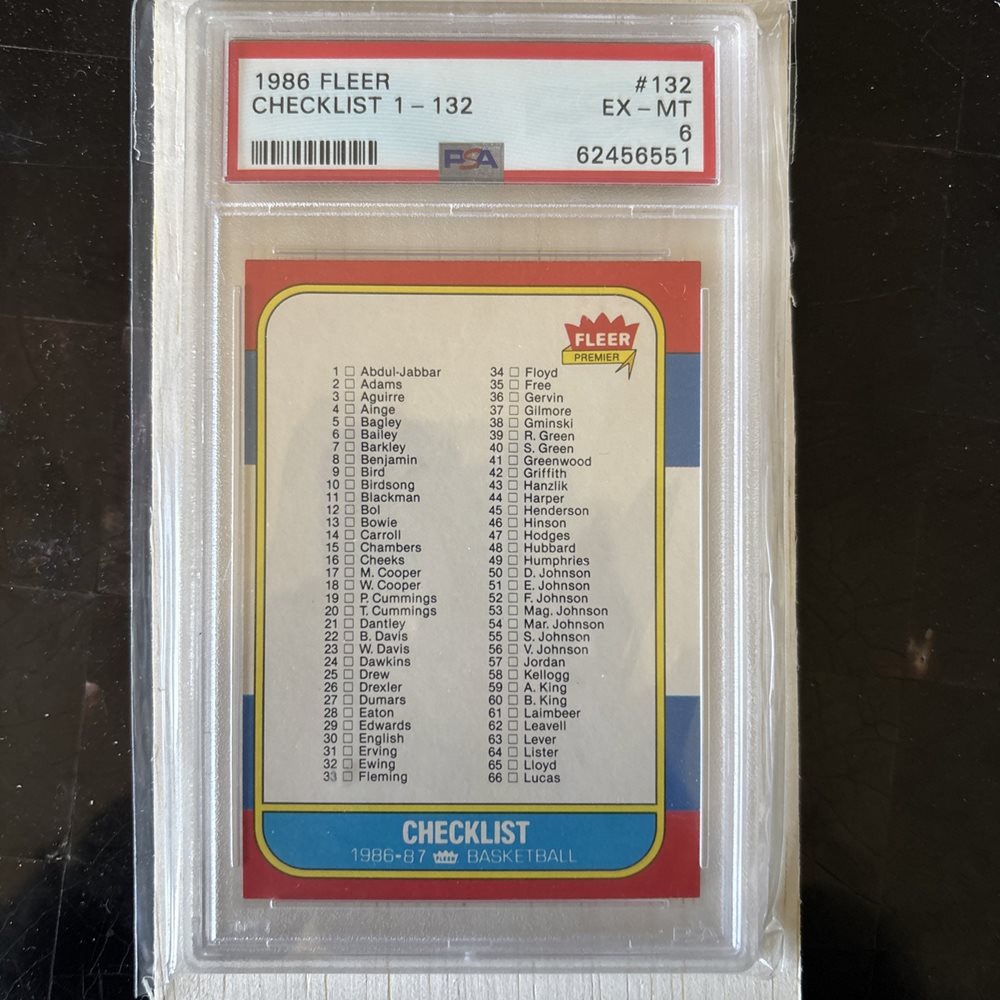 1986 FLEER #132
CHECKLIST 1 - 132 EX - MT
6
PSA 62456551
FLEER
PREMIER
1 □ Abdul-Jabbar
2 □ Adams
3 □ Aguirre
4 □ Ainge
5 □ Bagley
6 □ Bailey
7 □ Barkley
8 □ Benjamin
9 □ Bird
10 □ Birdsong
11 □ Blackman
12 □ Bol
13 □ Bowie
14 □ Carroll
15 □ Chambers
16 □ Cheeks
17 □ M. Cooper
18 □ W. Cooper
19 □ P. Cummings
20 □ T. Cummings
21 □ Dantley
22 □ B. Davis
23 □ W. Davis
24 □ Dawkins
25 □ Drew
26 □ Drexler
27 □ Dumars
28 □ Eaton
29 □ Edwards
30 □ English
31 □ Erving
32 □ Ewing
33 □ Fleming
34 □ Floyd
35 □ Free
36 □ Gervin
37 □ Gilmore
38 □ Gminski
39 □ R. Green
40 □ S. Green
41 □ Greenwood
42 □ Griffith
43 □ Hanzlik
44 □ Harper
45 □ Henderson
46 □ Hinson
47 □ Hodges
48 □ Hubbard
49 □ Humphries
50 □ D. Johnson
51 □ E. Johnson
52 □ F. Johnson
53 □ Mag. Johnson
54 □ Mar. Johnson
55 □ S. Johnson
56 □ V. Johnson
57 □ Jordan
58 □ Kellogg
59 □ A. King
60 □ B. King
61 □ Laimbeer
62 □ Leavell
63 □ Lever
64 □ Lister
65 □ Lloyd
66 □ Lucas
CHECKLIST
1986-87 FLEER BASKETBALL